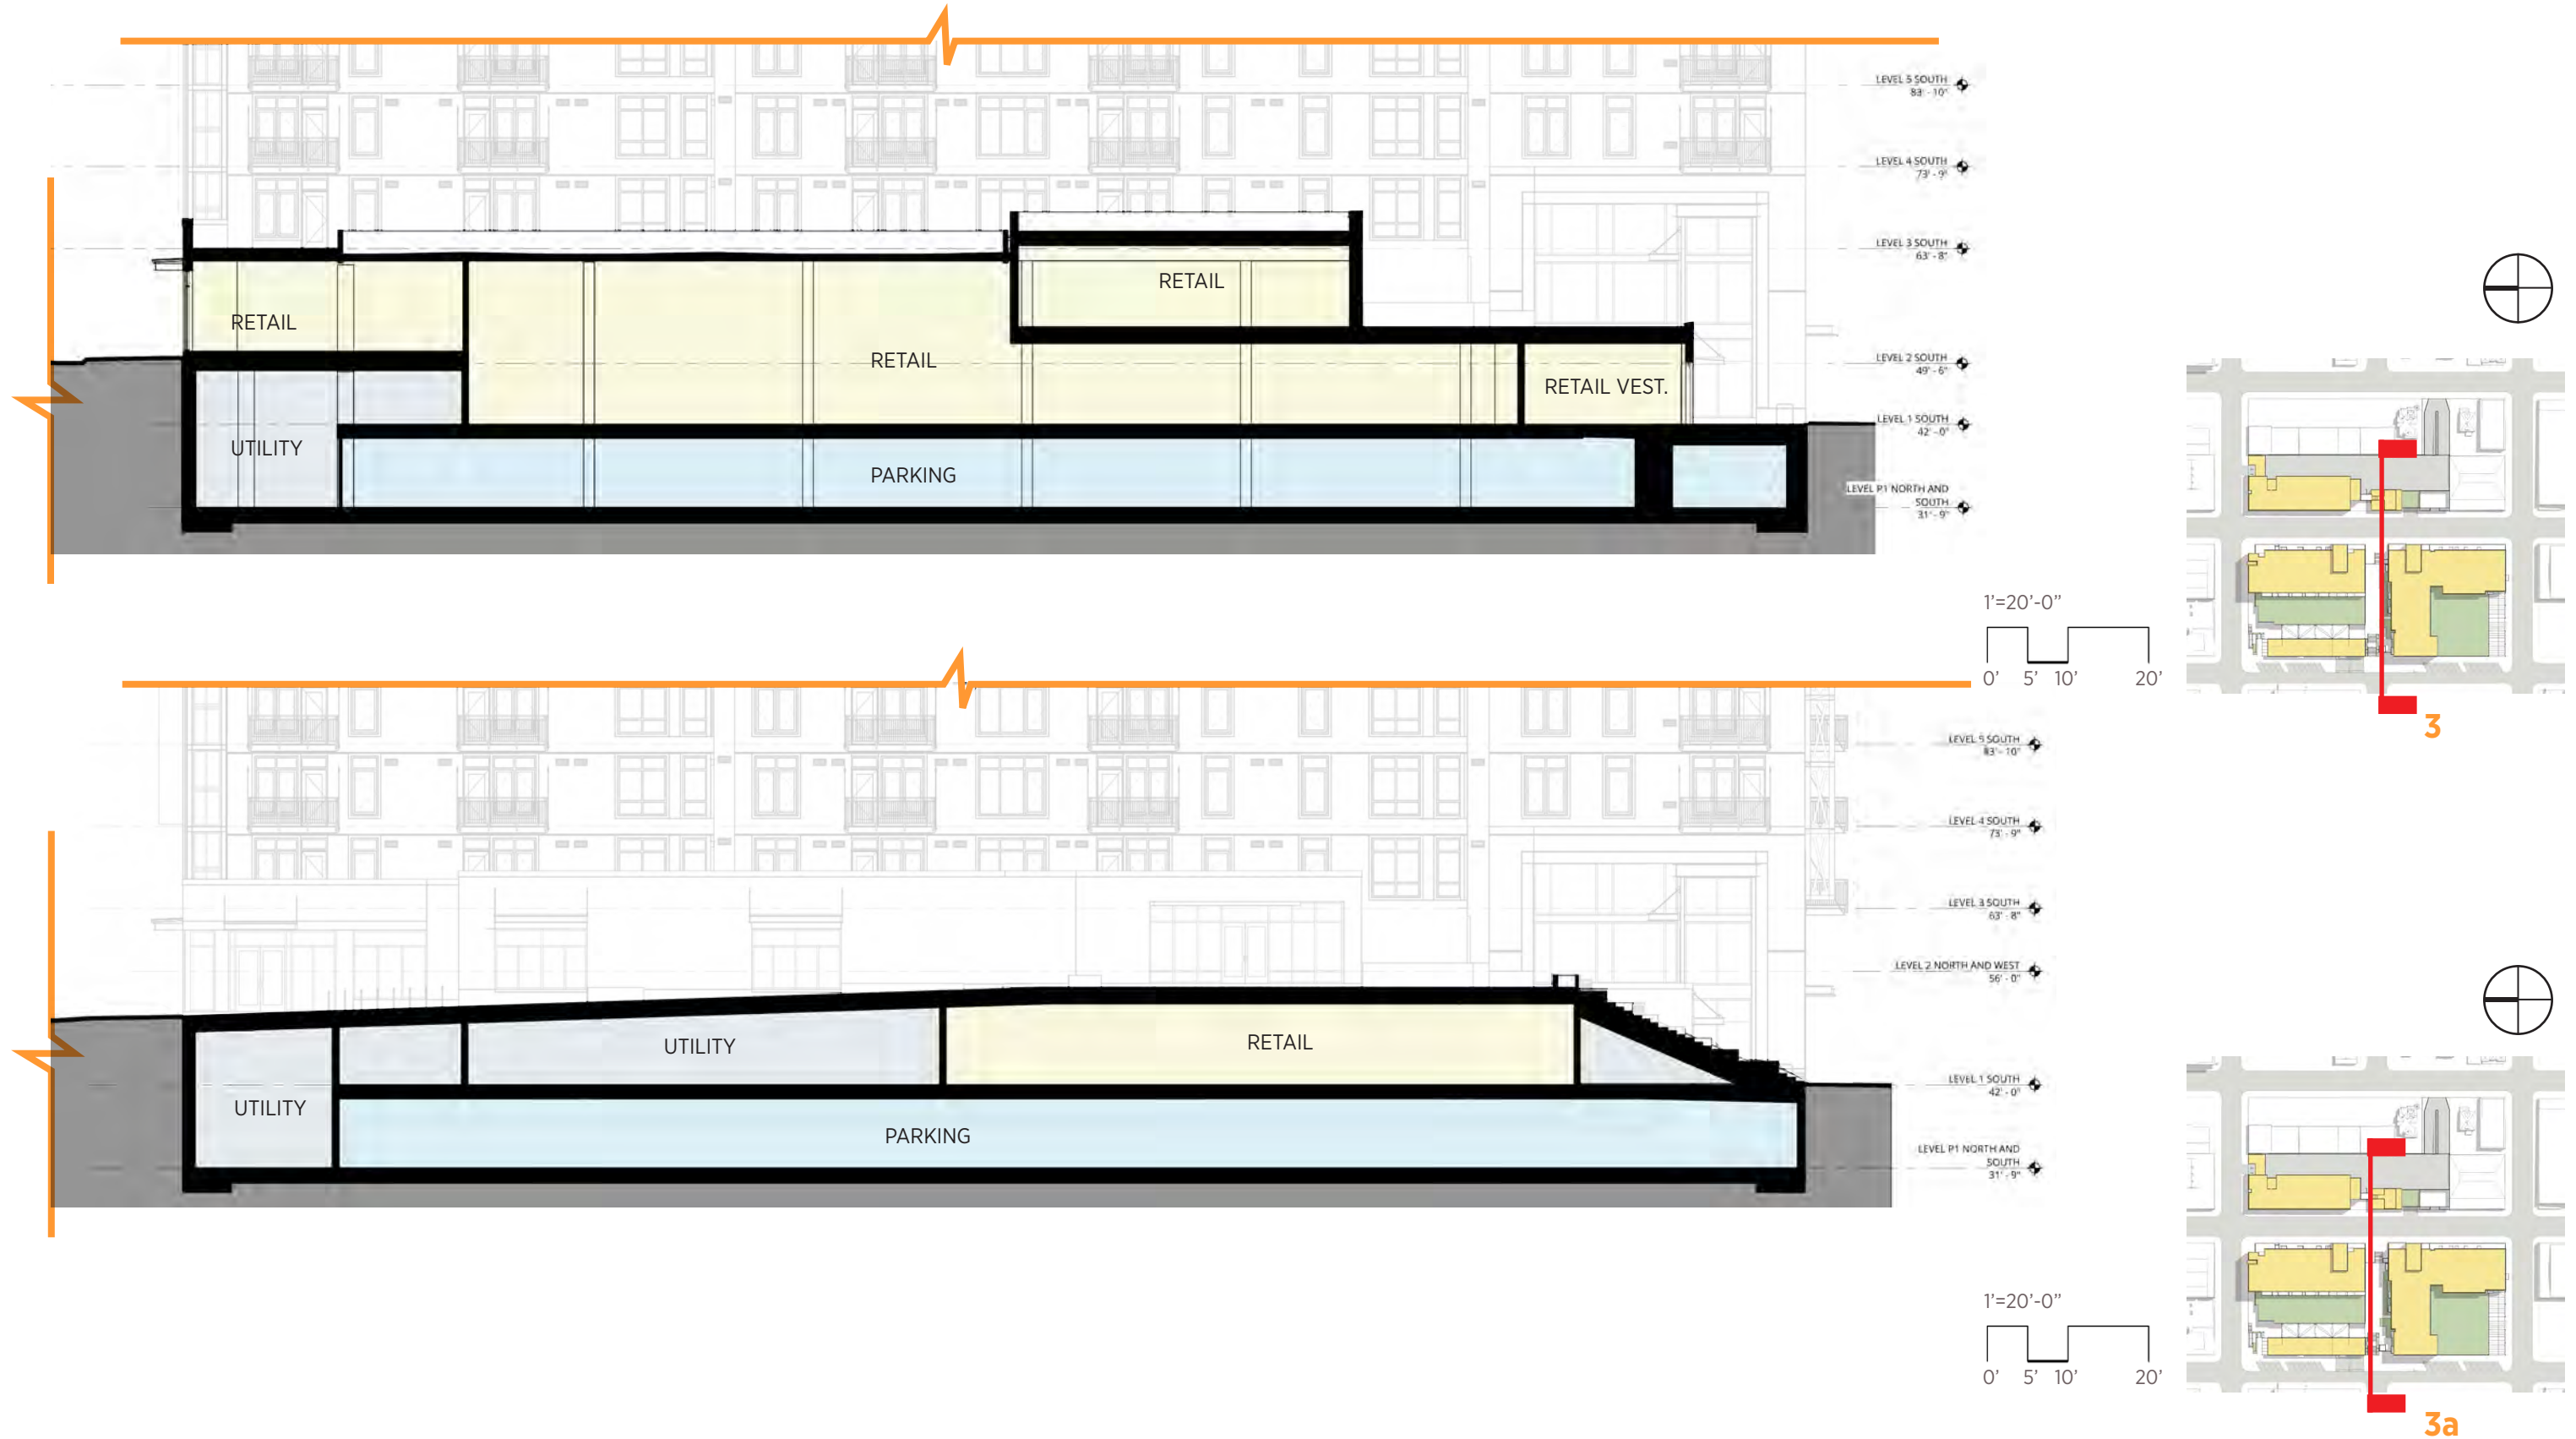 LEVEL 5 SOUTH
83' - 10"
LEVEL 4 SOUTH
73' - 9"
LEVEL 3 SOUTH
63' - 8"
RETAIL
RETAIL
RETAIL
LEVEL 2 SOUTH
49' - 6"
RETAIL VEST.
LEVEL 1 SOUTH
42' - 0"
UTILITY
PARKING
LEVEL P1 NORTH AND
SOUTH
31' - 9"
1'=20'-0"
0' 5' 10' 20'
3
LEVEL 5 SOUTH
83' - 10"
LEVEL 4 SOUTH
73' - 9"
LEVEL 3 SOUTH
63' - 8"
LEVEL 2 NORTH AND WEST
56' - 0"
UTILITY
RETAIL
LEVEL 1 SOUTH
42' - 0"
UTILITY
PARKING
LEVEL P1 NORTH AND
SOUTH
31' - 9"
1'=20'-0"
0' 5' 10' 20'
3a